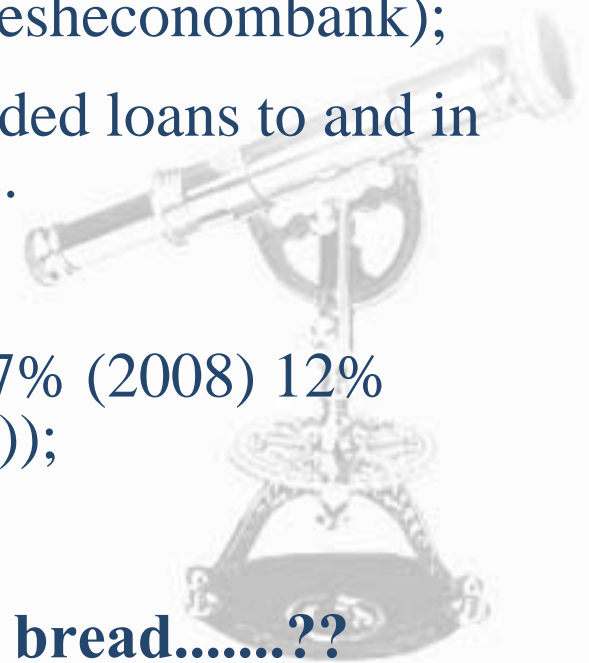 esheconombank);
ded loans to and in
.
7% (2008) 12%
));
bread.......??